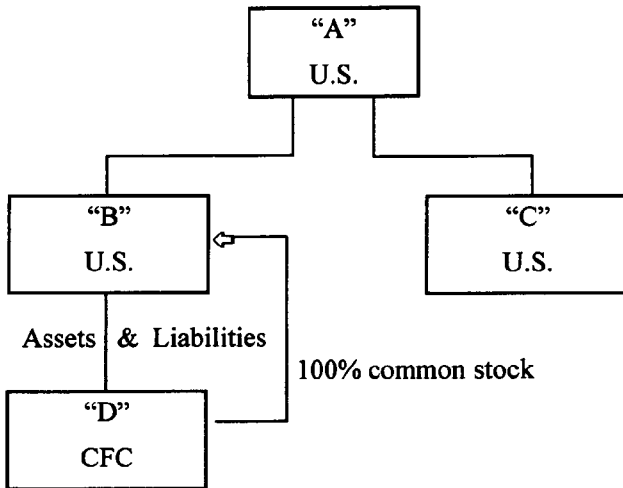 “A”
U.S.
“B”
U.S.
“C”
U.S.
Assets & Liabilities
100% common stock
“D”
CFC